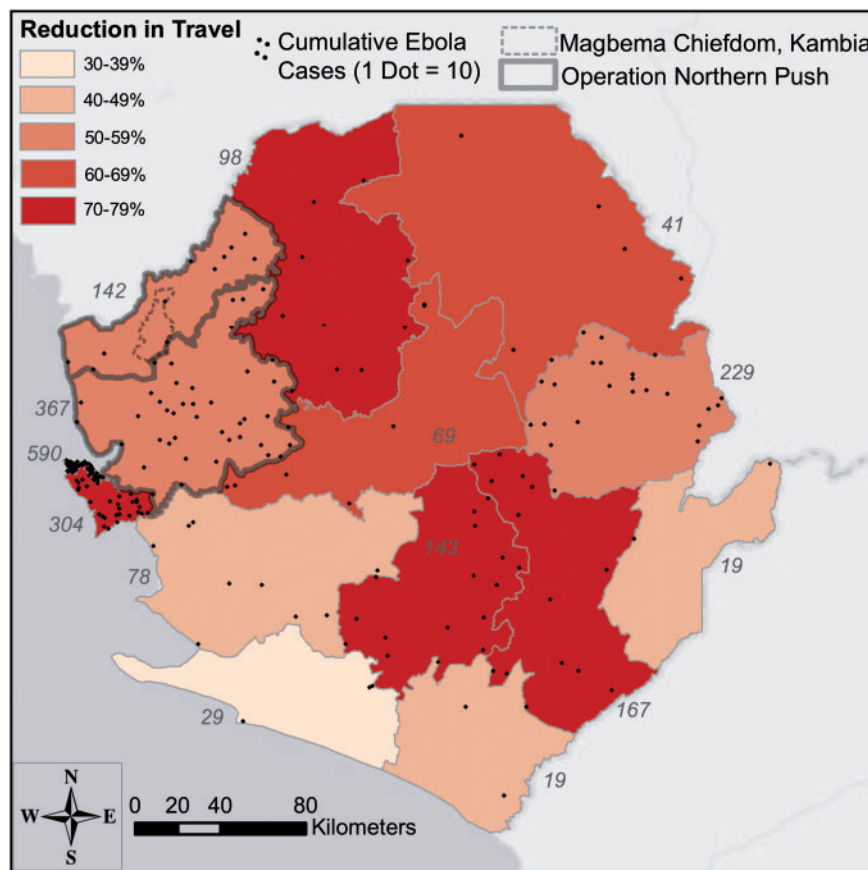 Reduction in Travel
30-39%
40-49%
50-59%
60-69%
70-79%
Cumulative Ebola
Cases (1 Dot = 10)
Magbema Chiefdom, Kambia
Operation Northern Push
98
41
142
229
367
69
590
304
143
78
19
167
29
19
N
W E
S
0 20 40 80
Kilometers